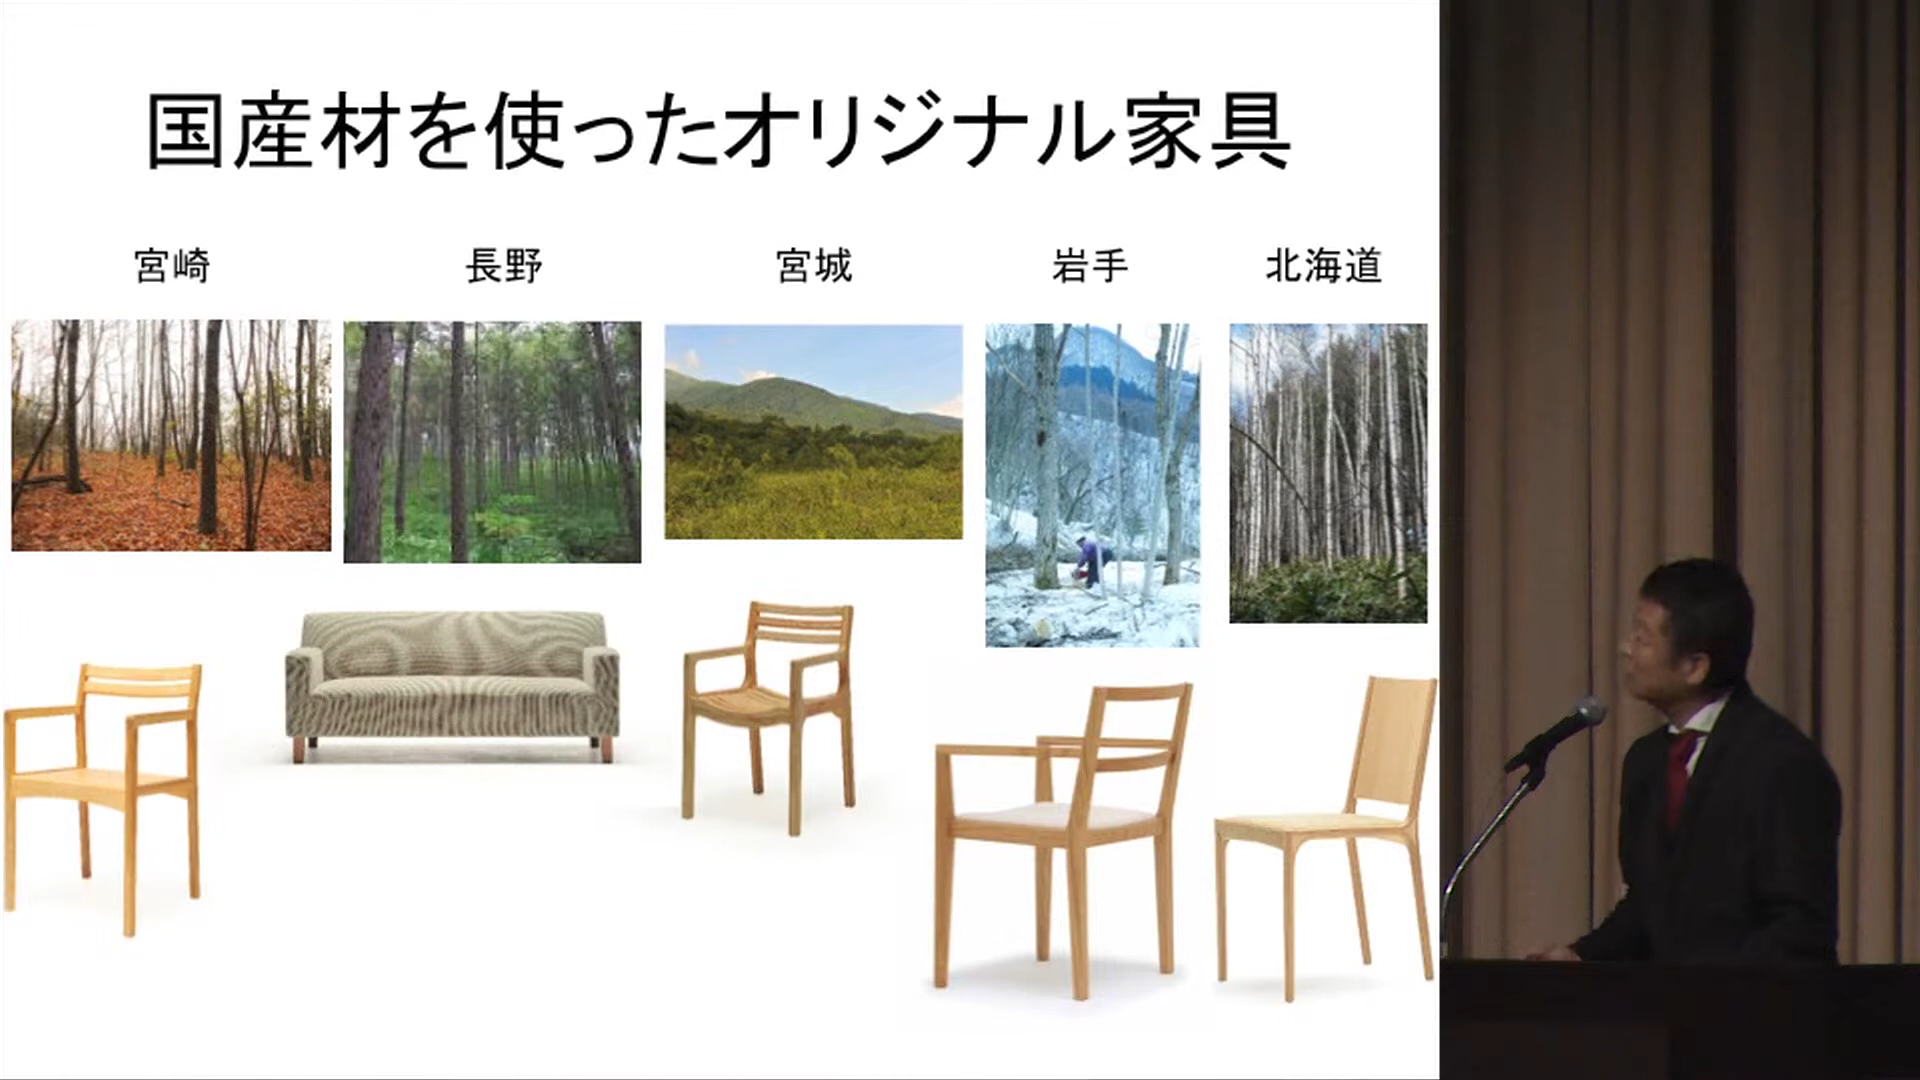 国産材を使ったオリジナル家具
宮崎
長野
宮城
岩手
北海道